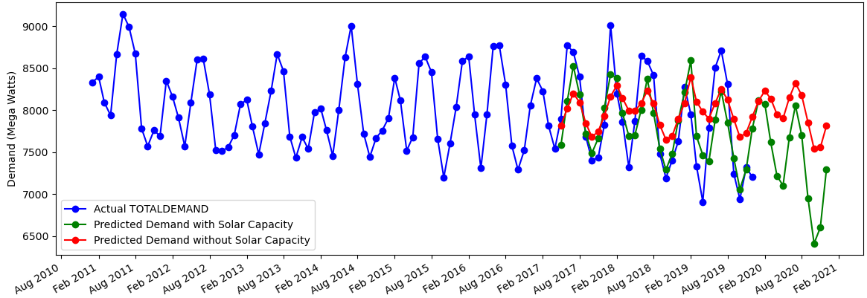 Demand (Mega Watts)
9000
8500
8000
7500
7000
6500
Actual TOTALDEMAND
Predicted Demand with Solar Capacity
Predicted Demand without Solar Capacity
Aug 2010
Feb 2011
Aug 2011
Feb 2012
Aug 2012
Feb 2013
Aug 2013
Feb 2014
Aug 2014
Feb 2015
Aug 2015
Feb 2016
Aug 2016
Feb 2017
Aug 2017
Feb 2018
Aug 2018
Feb 2019
Aug 2019
Feb 2020
Aug 2020
Feb 2021